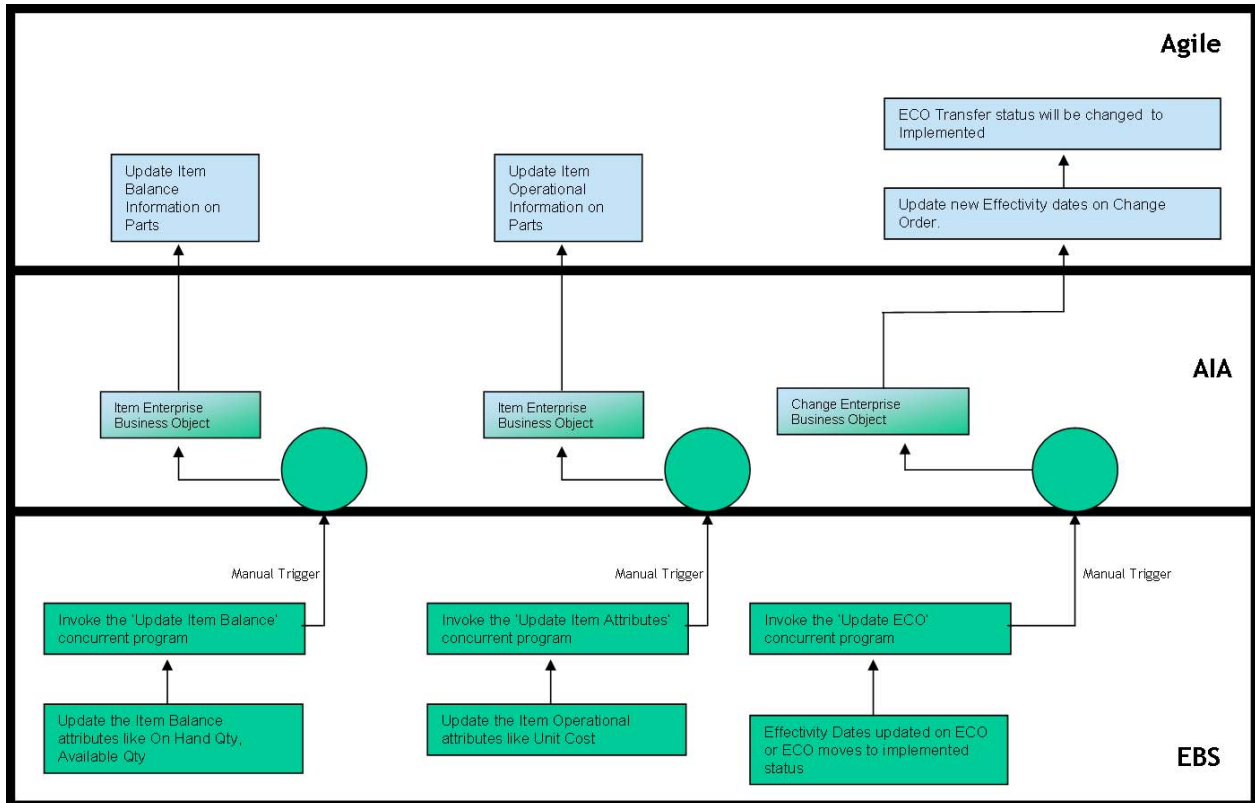 Agile
ECO Transfer status will be changed to
Implemented
Update Item
Balance
Information on
Parts
Update Item
Operational
Information on
Parts
Update new Effectivity dates on Change
Order.
AIA
Item Enterprise
Business Object
Item Enterprise
Business Object
Change Enterprise
Business Object
Manual Trigger
Manual Trigger
Manual Trigger
Invoke the 'Update Item Balance'
concurrent program
Invoke the 'Update Item Attributes'
concurrent program
Invoke the 'Update ECO'
concurrent program
Update the Item Balance
attributes like On Hand Qty,
Available Qty
Update the Item Operational
attributes like Unit Cost
Effectivity Dates updated on ECO
or ECO moves to implemented
status
EBS